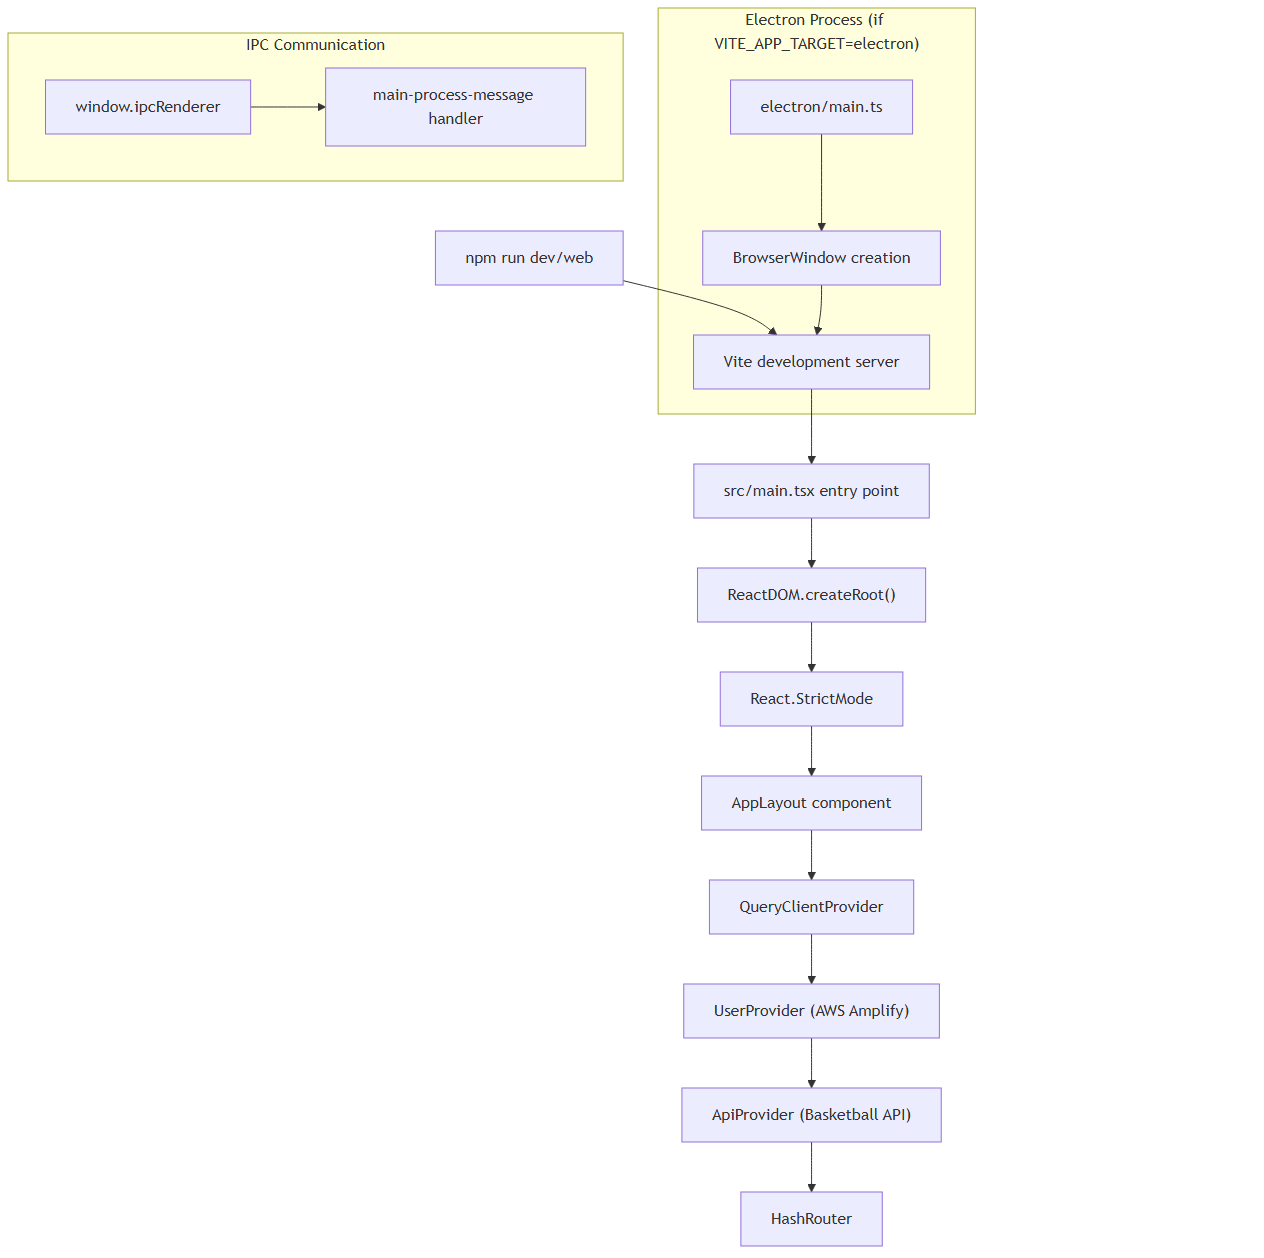 IPC Communication
window.ipcRenderer
main-process-message
handler
Electron Process (if
VITE_APP_TARGET=electron)
electron/main.ts
BrowserWindow creation
npm run dev/web
Vite development server
src/main.tsx entry point
ReactDOM.createRoot()
React.StrictMode
AppLayout component
QueryClientProvider
UserProvider (AWS Amplify)
ApiProvider (Basketball API)
HashRouter